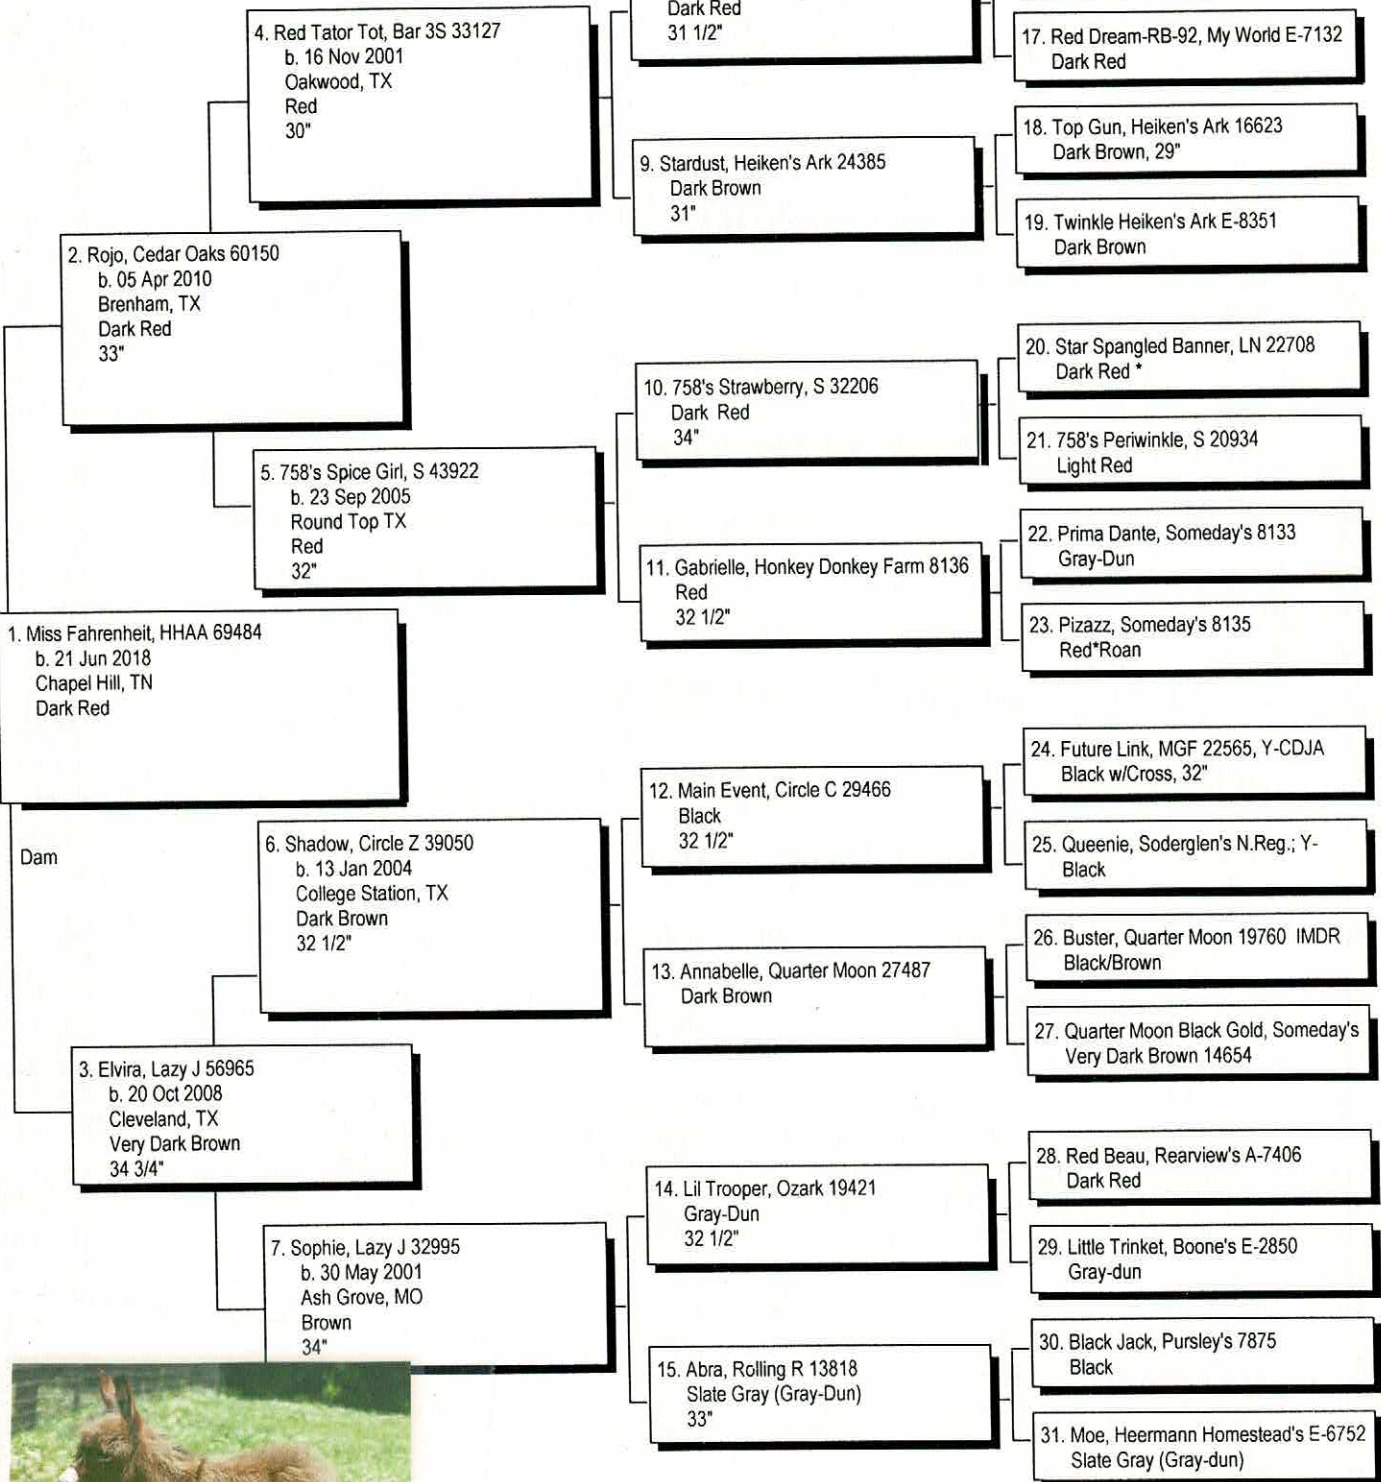 4. Red Tator Tot, Bar 3S 33127
b. 16 Nov 2001
Oakwood, TX
Red
30"
Dark Red
31 1/2"
17. Red Dream-RB-92, My World E-7132
Dark Red
18. Top Gun, Heiken's Ark 16623
Dark Brown, 29"
9. Stardust, Heiken's Ark 24385
Dark Brown
31"
19. Twinkle Heiken's Ark E-8351
Dark Brown
2. Rojo, Cedar Oaks 60150
b. 05 Apr 2010
Brenham, TX
Dark Red
33"
20. Star Spangled Banner, LN 22708
Dark Red *
10. 758's Strawberry, S 32206
Dark Red
34"
21. 758's Periwinkle, S 20934
Light Red
5. 758's Spice Girl, S 43922
b. 23 Sep 2005
Round Top TX
Red
32"
22. Prima Dante, Someday's 8133
Gray-Dun
11. Gabrielle, Honkey Donkey Farm 8136
Red
32 1/2"
23. Pizazz, Someday's 8135
Red*Roan
1. Miss Fahrenheit, HHAA 69484
b. 21 Jun 2018
Chapel Hill, TN
Dark Red
24. Future Link, MGF 22565, Y-CDJA
Black w/Cross, 32"
12. Main Event, Circle C 29466
Black
32 1/2"
25. Queenie, Soderglen's N.Reg.; Y-
Black
Dam
6. Shadow, Circle Z 39050
b. 13 Jan 2004
College Station, TX
Dark Brown
32 1/2"
26. Buster, Quarter Moon 19760 IMDR
Black/Brown
13. Annabelle, Quarter Moon 27487
Dark Brown
27. Quarter Moon Black Gold, Someday's
Very Dark Brown 14654
3. Elvira, Lazy J 56965
b. 20 Oct 2008
Cleveland, TX
Very Dark Brown
34 3/4"
28. Red Beau, Rearview's A-7406
Dark Red
14. Lil Trooper, Ozark 19421
Gray-Dun
32 1/2"
29. Little Trinket, Boone's E-2850
Gray-dun
7. Sophie, Lazy J 32995
b. 30 May 2001
Ash Grove, MO
Brown
34"
30. Black Jack, Pursley's 7875
Black
15. Abra, Rolling R 13818
Slate Gray (Gray-Dun)
33"
31. Moe, Heermann Homestead's E-6752
Slate Gray (Gray-dun)